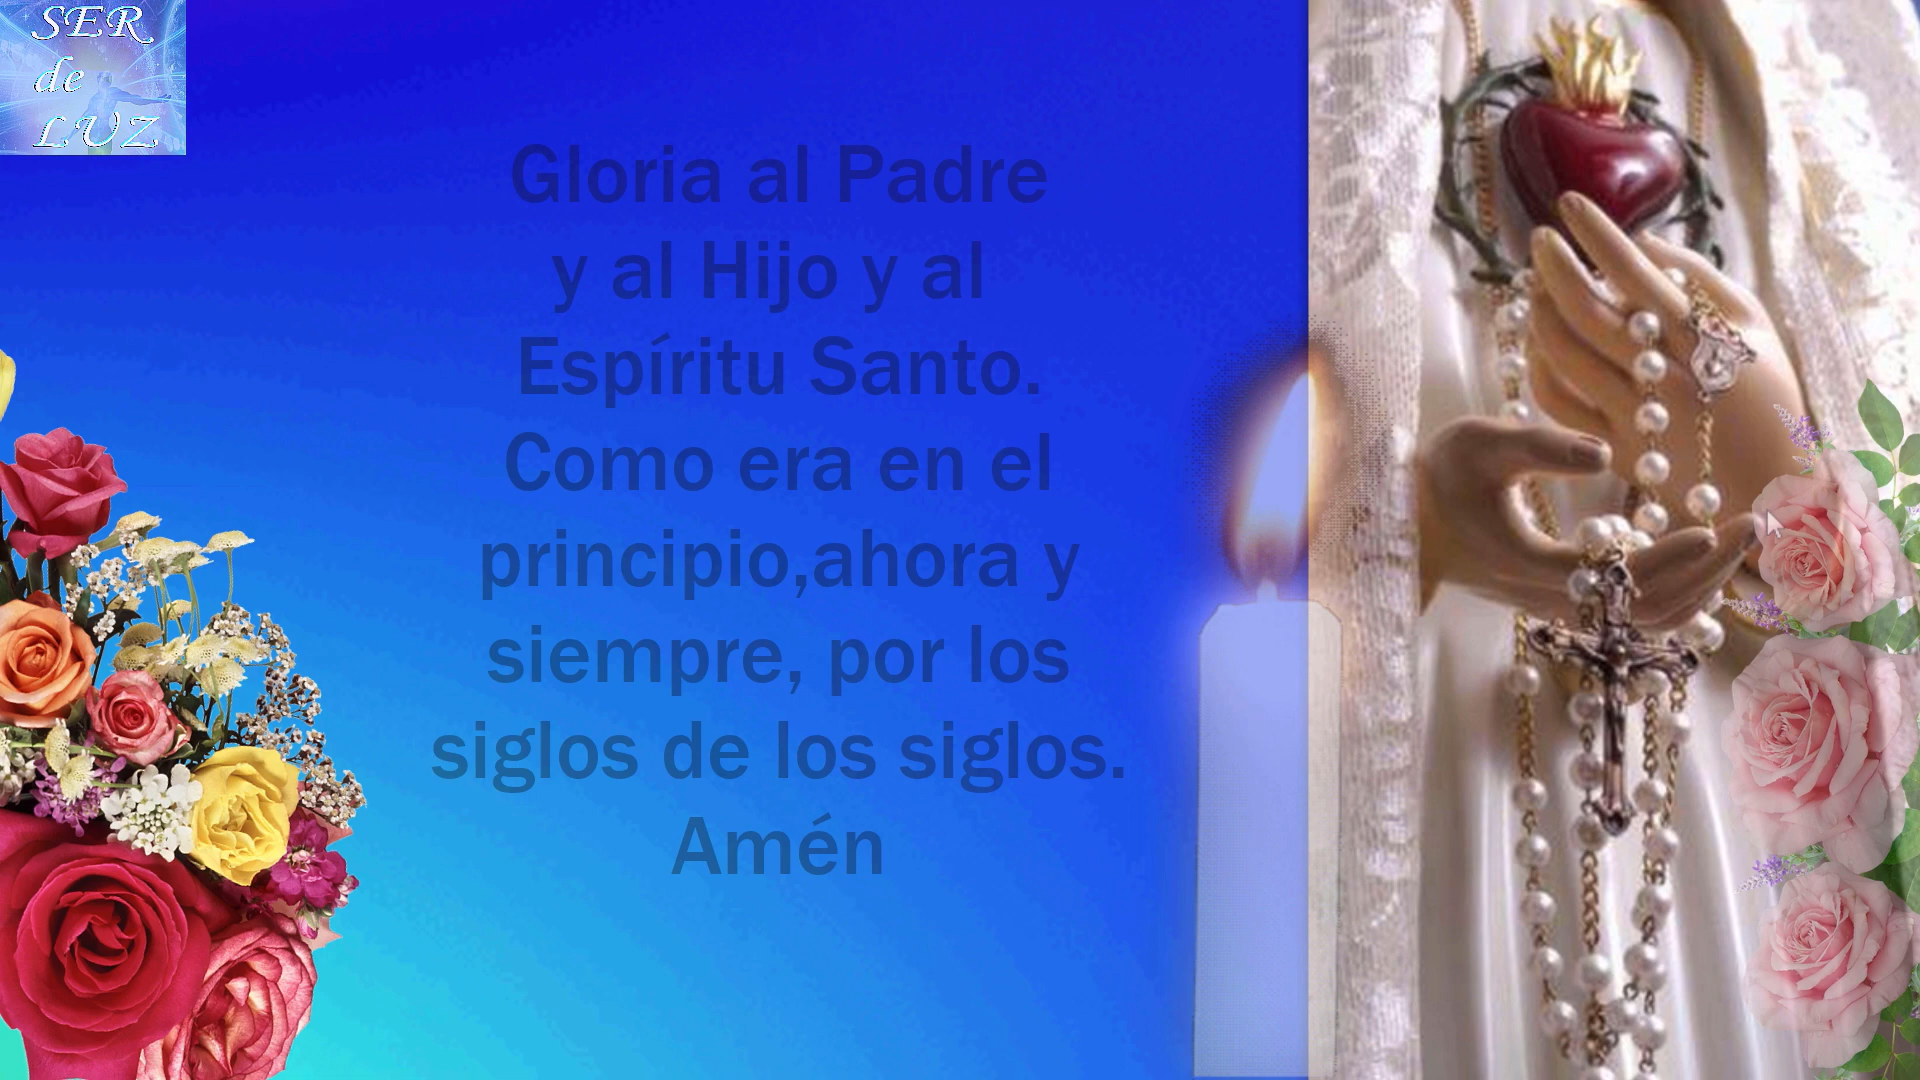 SER
de
LUZ
Gloria al Padre
y al Hijo y al
Espíritu Santo.
Como era en el
principio,ahora y
siempre, por los
siglos de los siglos.
Amén